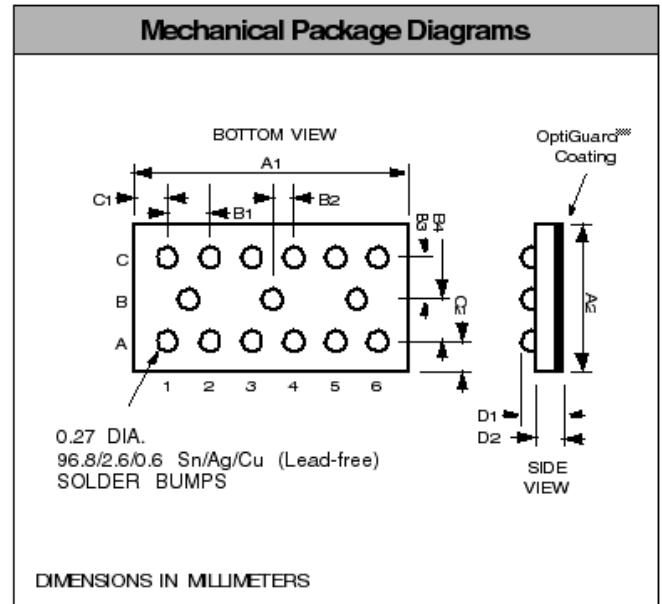 Mechanical Package Diagrams
BOTTOM VIEW
A1
C1
B1
B2
B3
B4
C2
C
B
A
1 2 3 4 5 6
0.27 DIA.
96.8/2.6/0.6 Sn/Ag/Cu (Lead-free)
SOLDER BUMPS
OptiGuard
Coating
A2
D1
D2
SIDE
VIEW
DIMENSIONS IN MILLIMETERS